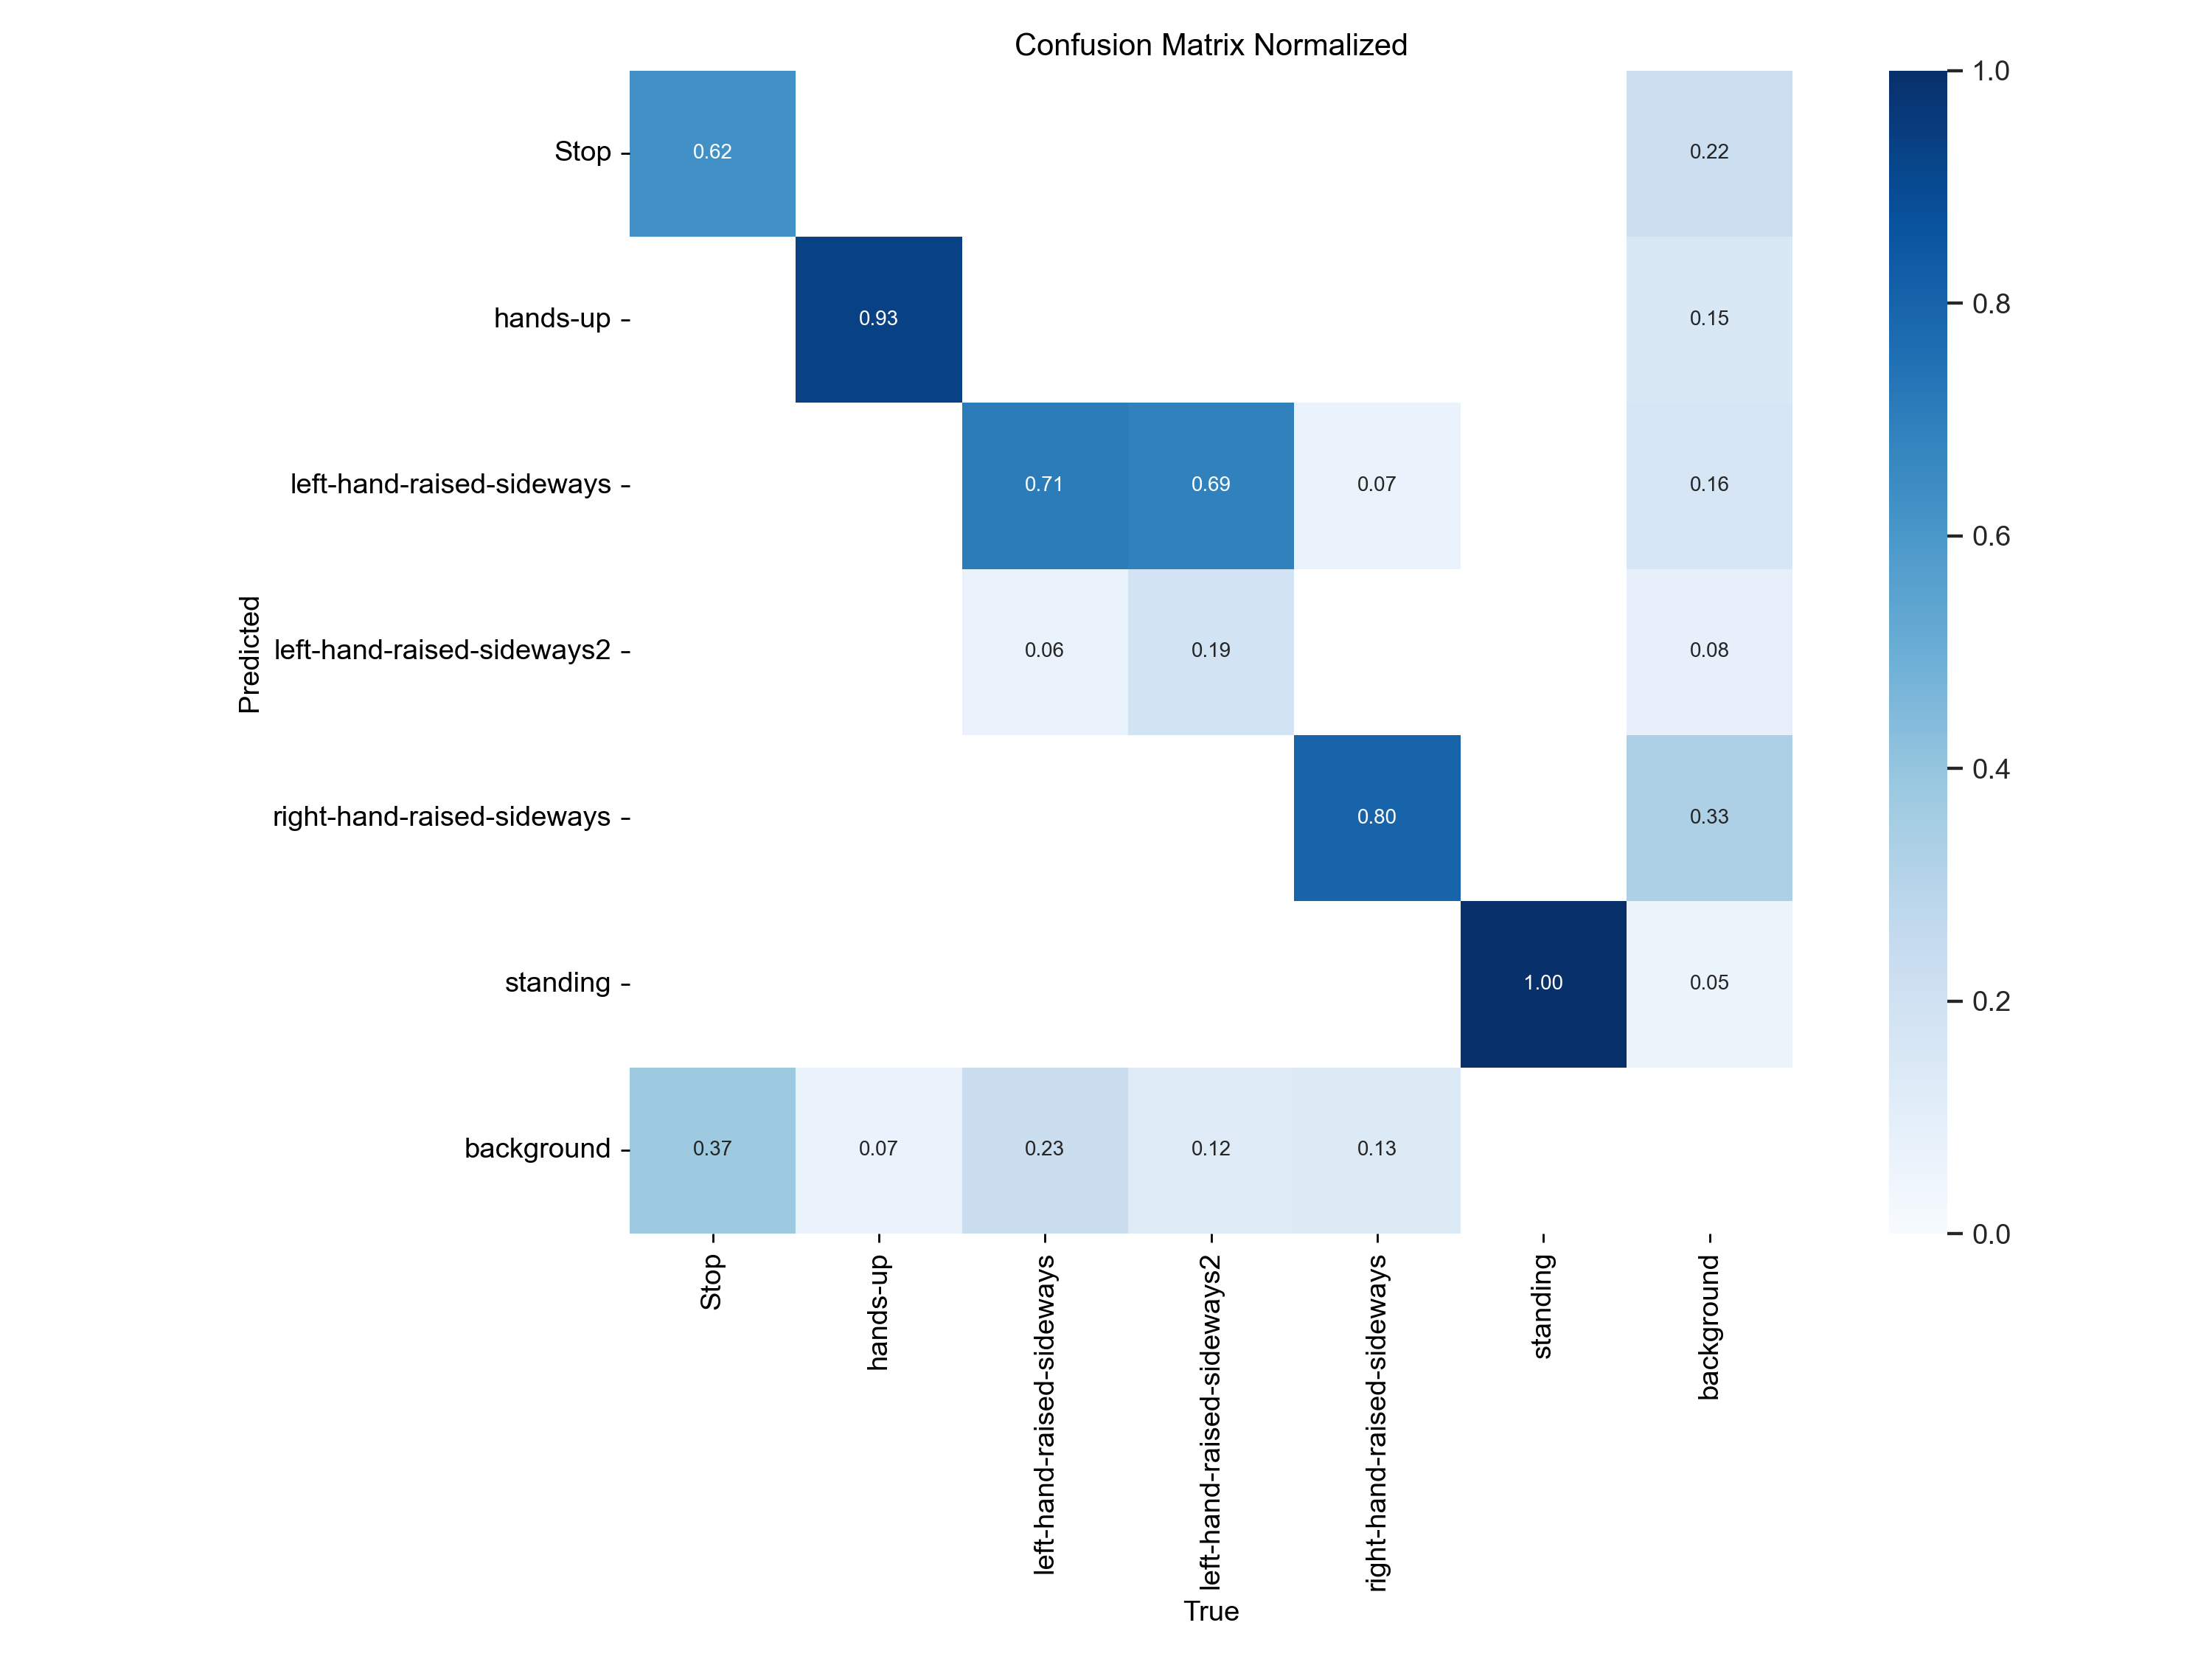 Confusion Matrix Normalized
Stop
0.62
0.22
1.0
hands-up
0.93
0.15
0.8
left-hand-raised-sideways
0.71
0.69
0.07
0.16
0.6
Predicted
left-hand-raised-sideways2
0.06
0.19
0.08
0.4
right-hand-raised-sideways
0.80
0.33
standing
1.00
0.05
0.2
background
0.37
0.07
0.23
0.12
0.13
0.0
Stop
hands-up
left-hand-raised-sideways
left-hand-raised-sideways2
right-hand-raised-sideways
standing
background
True